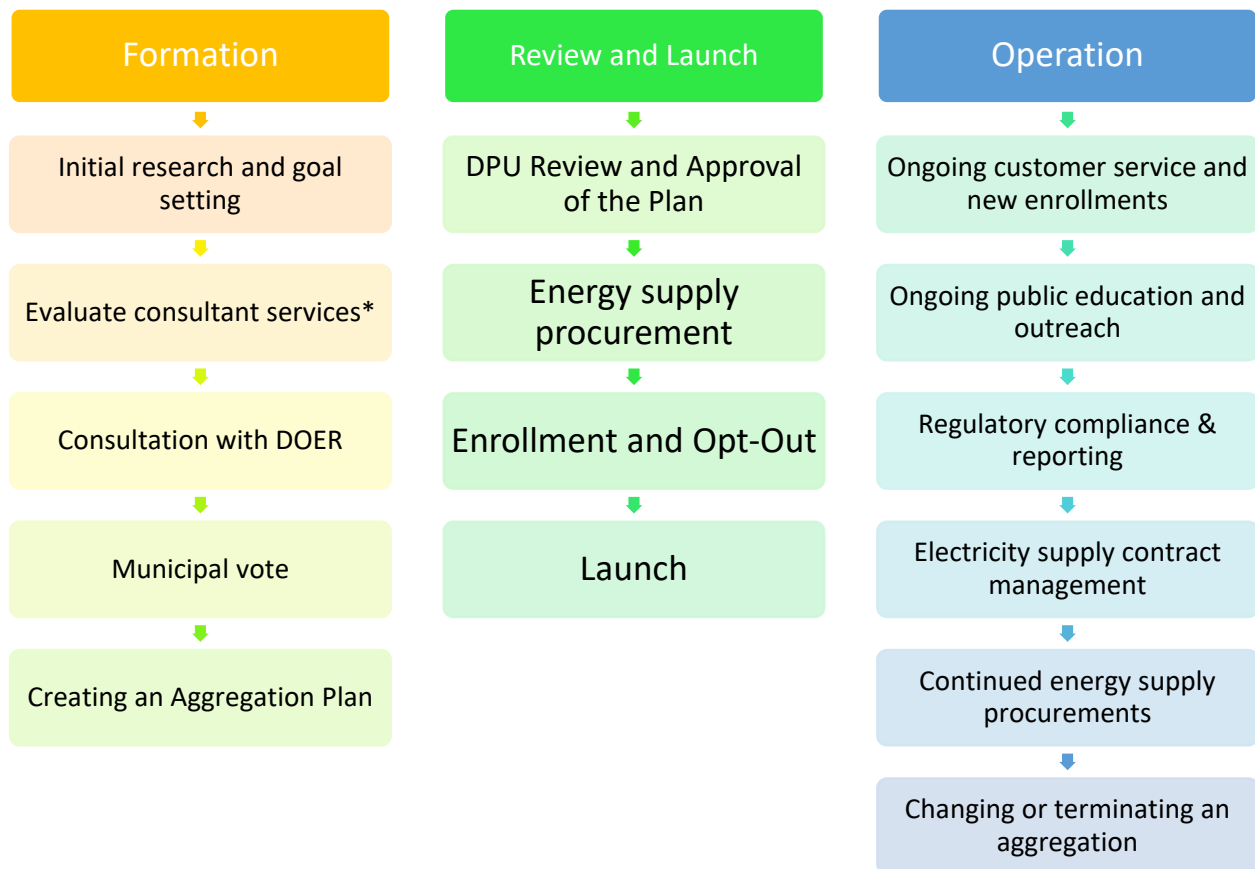 Formation
Initial research and goal
setting
Evaluate consultant services*
Consultation with DOER
Municipal vote
Creating an Aggregation Plan
Review and Launch
DPU Review and Approval
of the Plan
Energy supply
procurement
Enrollment and Opt-Out
Launch
Operation
Ongoing customer service and
new enrollments
Ongoing public education and
outreach
Regulatory compliance &
reporting
Electricity supply contract
management
Continued energy supply
procurements
Changing or terminating an
aggregation